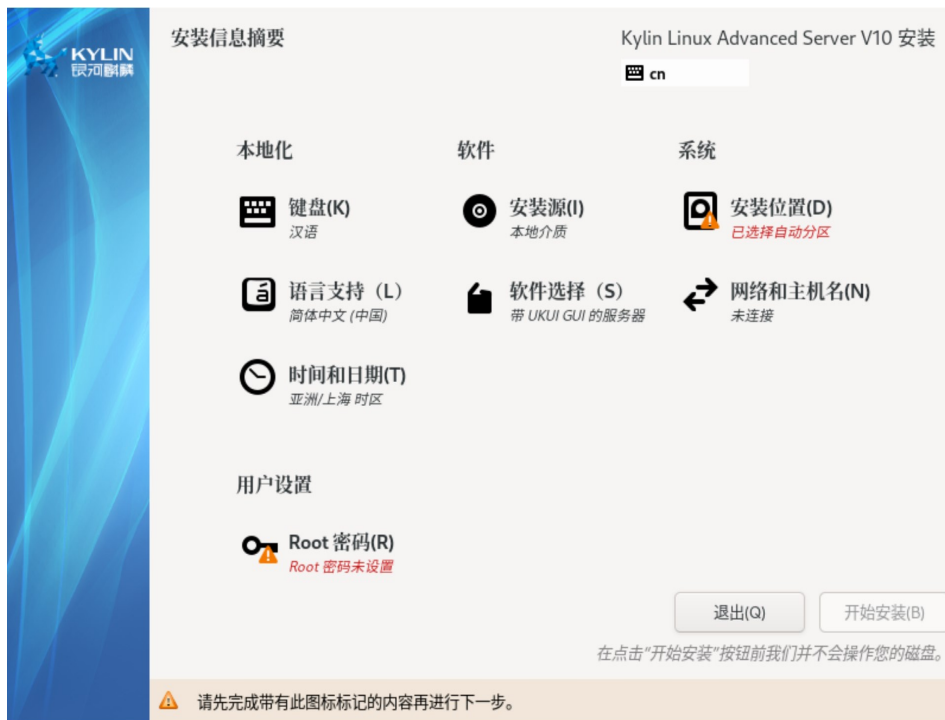 KYLIN
银河麒麟
安装信息摘要
Kylin Linux Advanced Server V10 安装
cn
本地化
软件
系统
键盘(K)
汉语
安装源(I)
本地介质
安装位置(D)
已选择自动分区
语言支持（L）
简体中文 (中国)
软件选择（S）
带 UKUI GUI 的服务器
网络和主机名(N)
未连接
时间和日期(T)
亚洲/上海 时区
用户设置
Root 密码(R)
Root 密码未设置
退出(Q)
开始安装(B)
在点击“开始安装”按钮前我们并不会操作您的磁盘。
请先完成带有此图标标记的内容再进行下一步。